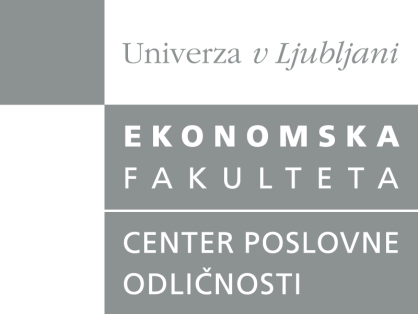 Univerza v Ljubljani
EKONOMSKA
FAKULTETA
CENTER POSLOVNE
ODLIČNOSTI